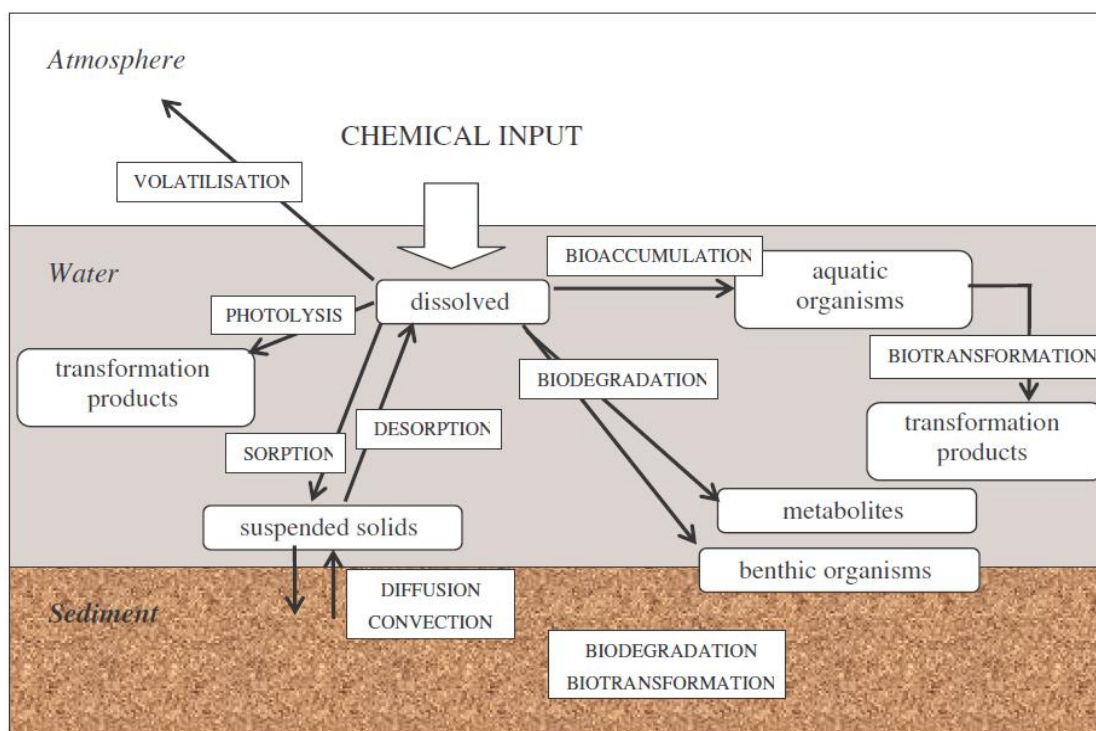 Atmosphere
CHEMICAL INPUT
VOLATILISATION
Water
BIOACCUMULATION
aquatic
organisms
dissolved
PHOTOLYSIS
transformation
products
BIODEGRADATION
BIOTRANSFORMATION
transformation
products
DESORPTION
SORPTION
metabolites
suspended solids
benthic organisms
Sediment
DIFFUSION
CONVECTION
BIODEGRADATION
BIOTRANSFORMATION